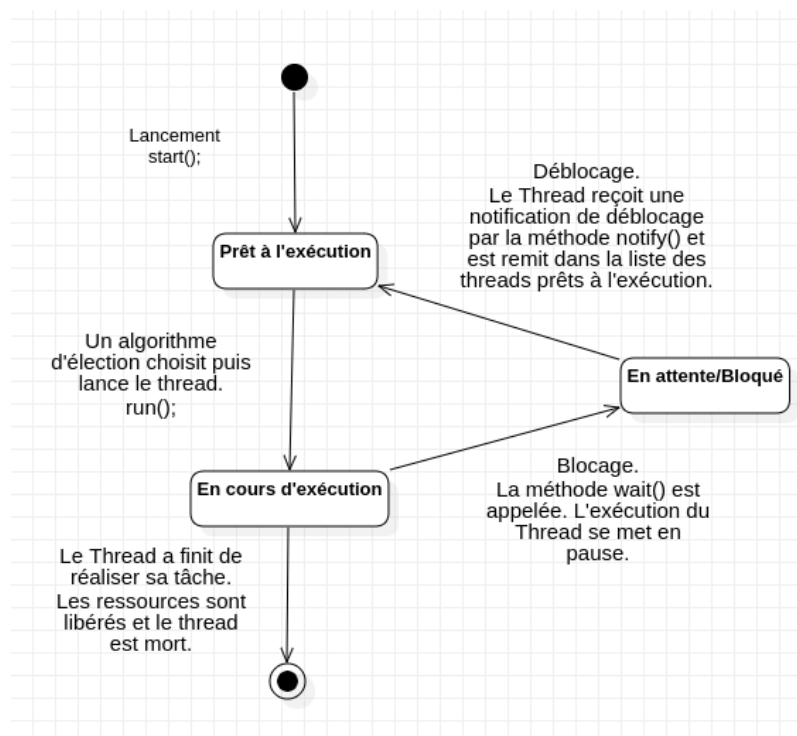 Lancement
start();
Déblocage.
Le Thread reçoit une
notification de déblocage
par la méthode notify() et
est remit dans la liste des
threads prêts à l'exécution.
Prêt à l'exécution
Un algorithme
d'élection choisit puis
lance le thread.
run();
En attente/Bloqué
En cours d'exécution
Blocage.
La méthode wait() est
appelée. L'exécution du
Thread se met en
pause.
Le Thread a finit de
réaliser sa tâche.
Les ressources sont
libérés et le thread
est mort.